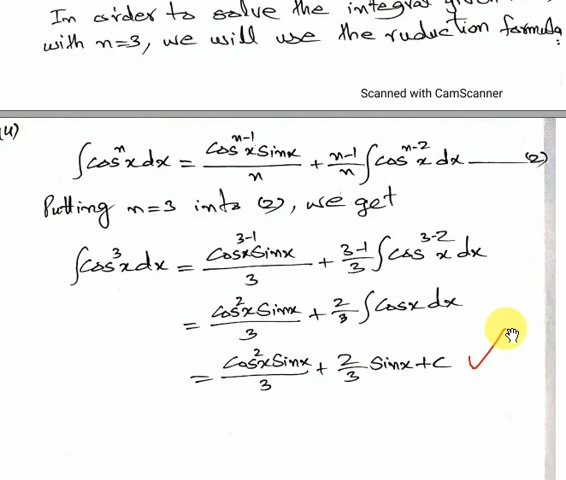 In order to solve the integral
with n=3, we will use the ruduction formula:
Scanned with CamScanner
4)
∫cosⁿx dx = cosⁿ⁻¹x sinx / n + n-1/n ∫cosⁿ⁻²x dx — (2)
Putting n=3 into (2), we get
∫cos³x dx = cos³⁻¹x sinx / 3 + 3-1/3 ∫cos³⁻²x dx
= cos²x sinx / 3 + 2/3 ∫cosx dx
= cos²x sinx / 3 + 2/3 sinx + c